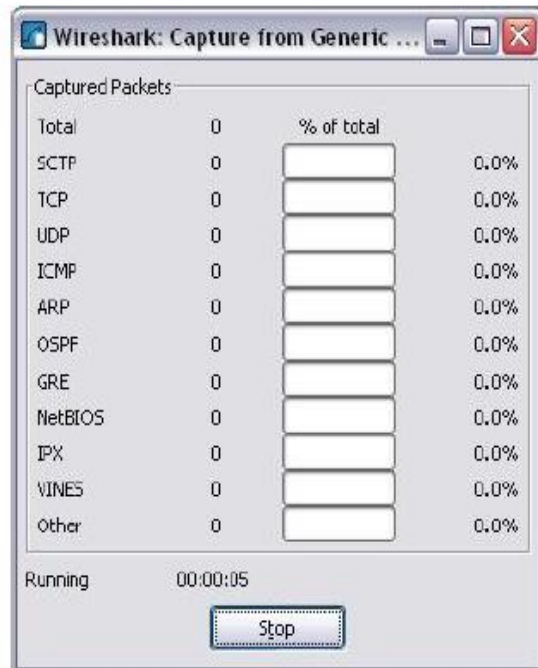 Wireshark: Capture from Generic ...
Captured Packets
Total 0 % of total
SCTP 0 0.0%
TCP 0 0.0%
UDP 0 0.0%
ICMP 0 0.0%
ARP 0 0.0%
OSPF 0 0.0%
GRE 0 0.0%
NetBIOS 0 0.0%
IPX 0 0.0%
VINES 0 0.0%
Other 0 0.0%
Running 00:00:05
Stop